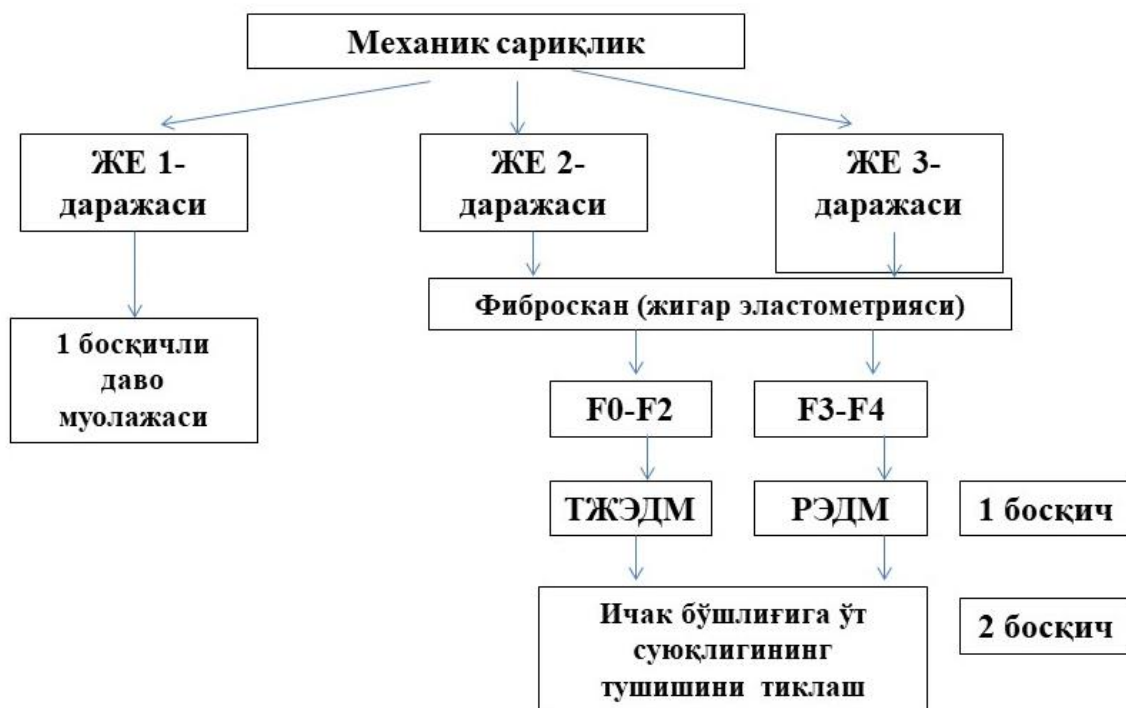 Механик сариқлик
ЖЕ 1-
даражаси
ЖЕ 2-
даражаси
ЖЕ 3-
даражаси
Фиброскан (жигар эластометрияси)
1 босқичли
даво
муолажаси
F0-F2
F3-F4
ТЖЭДМ
РЭДМ
1 босқич
Ичак бўшлиғига ўт
суюқлигининг
тушишини тиклаш
2 босқич